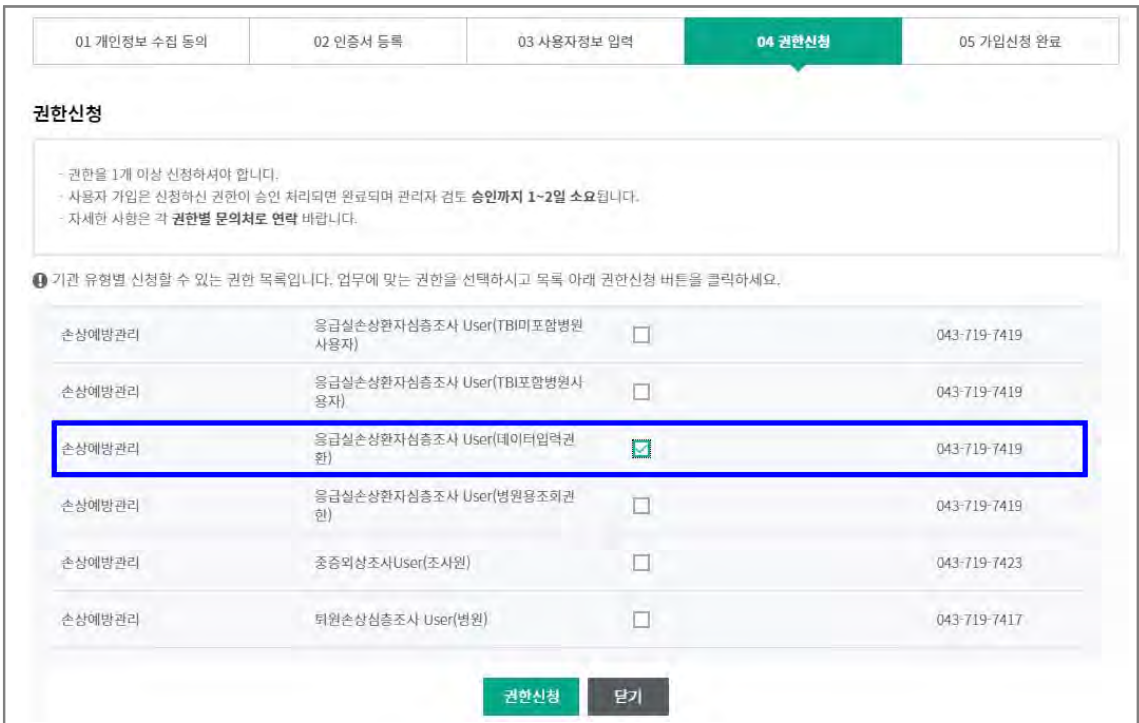 01 개인정보 수집 동의
02 인증서 등록
03 사용자정보 입력
04 권한신청
05 가입신청 완료
권한신청
- 권한을 1개 이상 신청하셔야 합니다.
- 사용자 가입은 신청하신 권한이 승인 처리되면 완료되며 관리자 검토 승인까지 1~2일 소요됩니다.
- 자세한 사항은 각 권한별 문의처로 연락 바랍니다.
기관 유형별 신청할 수 있는 권한 목록입니다. 업무에 맞는 권한을 선택하시고 목록 아래 권한신청 버튼을 클릭하세요.
손상예방관리
응급실손상환자심층조사 User(TBI미포함병원
사용자)
043-719-7419
손상예방관리
응급실손상환자심층조사 User(TBI포함병원사
용자)
043-719-7419
손상예방관리
응급실손상환자심층조사 User(데이터입력권
환)
043-719-7419
손상예방관리
응급실손상환자심층조사 User(병원용조회권
한)
043-719-7419
손상예방관리
중증외상조사User(조사원)
043-719-7423
손상예방관리
퇴원손상심층조사 User(병원)
043-719-7417
권한신청
닫기